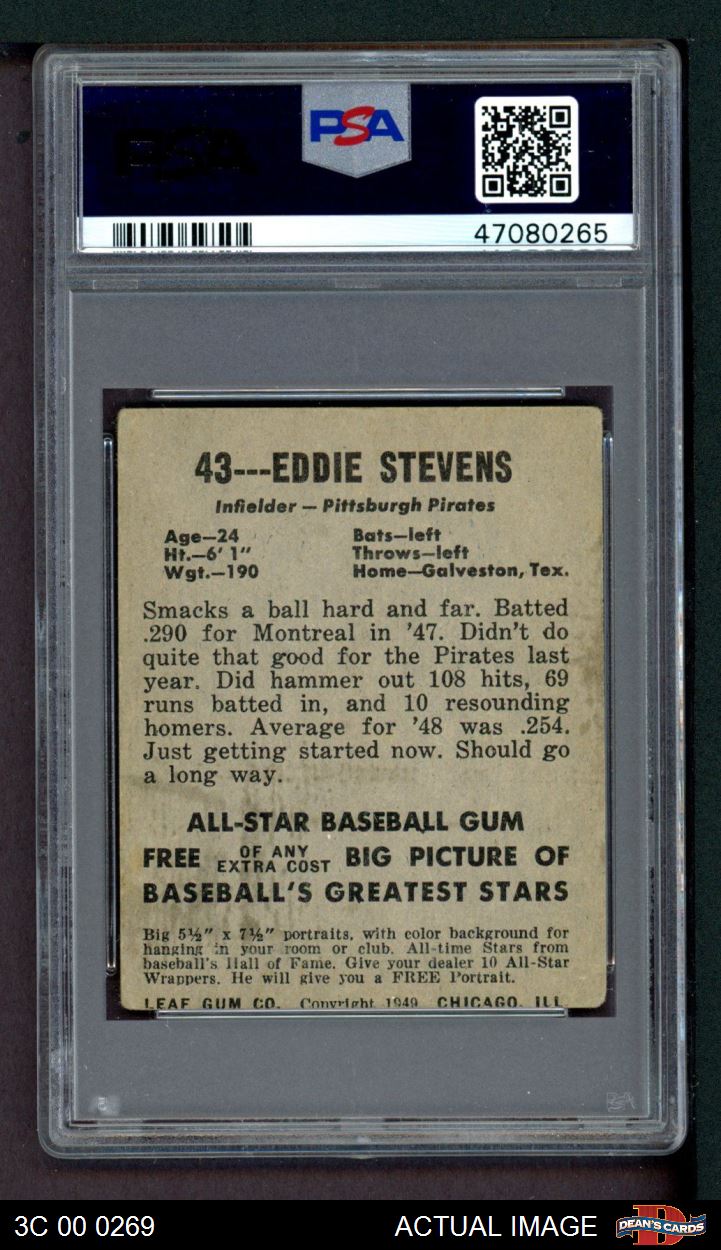 PSA
PSA
47080265
43---EDDIE STEVENS
Infielder — Pittsburgh Pirates
Age—24 Bats—left
Ht.—6' 1" Throws—left
Wgt.—190 Home—Galveston, Tex.
Smacks a ball hard and far. Batted
.290 for Montreal in '47. Didn't do
quite that good for the Pirates last
year. Did hammer out 108 hits, 69
runs batted in, and 10 resounding
homers. Average for '48 was .254.
Just getting started now. Should go
a long way.
ALL-STAR BASEBALL GUM
FREE OF ANY EXTRA COST BIG PICTURE OF
BASEBALL'S GREATEST STARS
Big 5½" x 7½" portraits, with color background for
hanging in your room or club. All-time Stars from
baseball's Hall of Fame. Give your dealer 10 All-Star
Wrappers. He will give you a FREE Portrait.
LEAF GUM CO. Copyright 1949 CHICAGO, ILL.
3C 00 0269 ACTUAL IMAGE DEAN'S CARDS